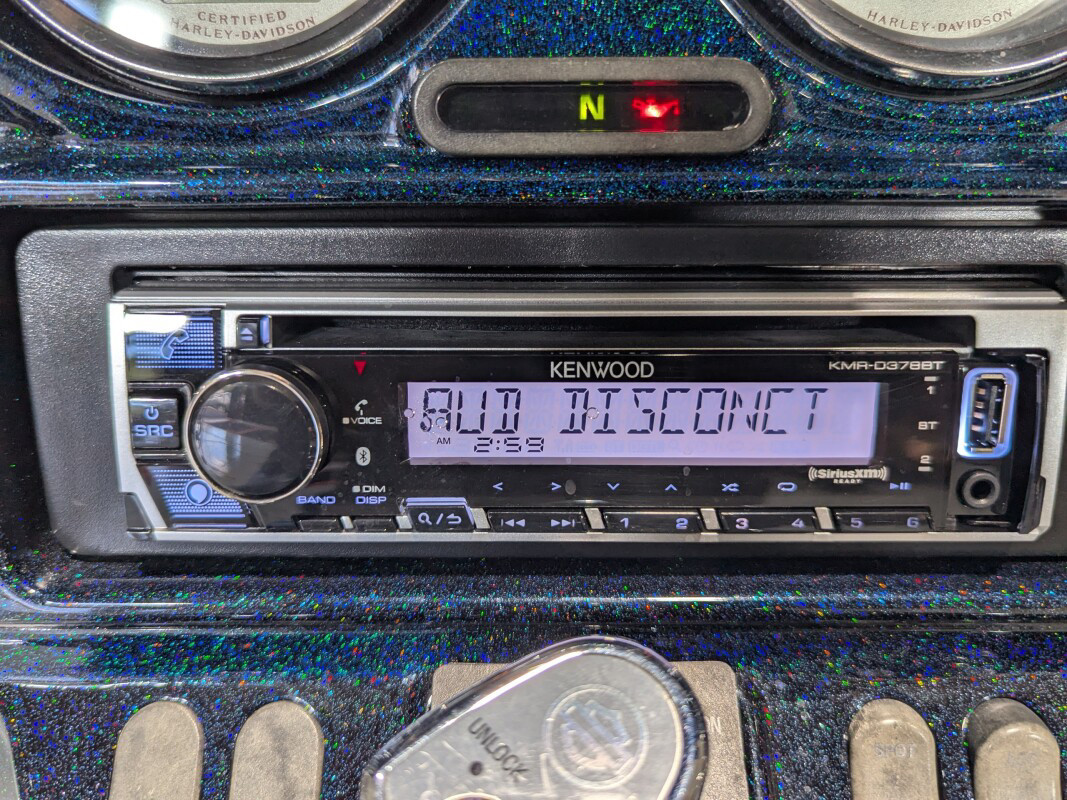 CERTIFIED
HARLEY-DAVIDSON
HARLEY-DAVIDSON
N
KENWOOD
KMR-D378BT
AUD DISCONCT
AM 2:59
VOICE
SRC
1
BT
2
SiriusXM
READY
DIM
BAND DISP
1 2 3 4 5 6
UNLOCK